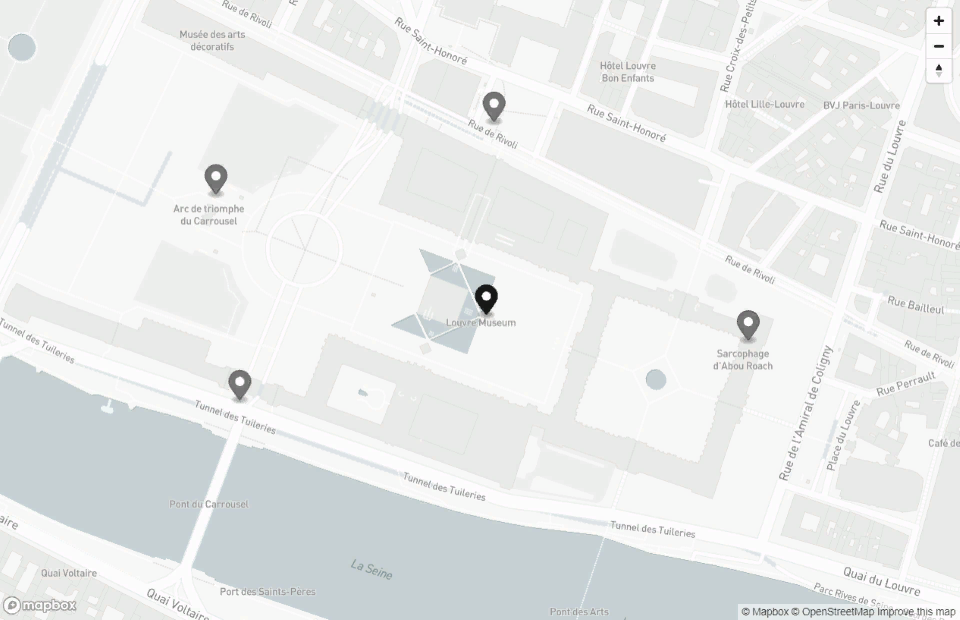 Rue de Rivoli
R
Rue Saint-Honoré
Rue Croix-des-Petits
Musée des arts
décoratifs
Hôtel Louvre
Bon Enfants
Hôtel Lille-Louvre
BVJ Paris-Louvre
Rue de Rivoli
Rue Saint-Honoré
Rue du Louvre
Arc de triomphe
du Carrousel
Rue Saint-Honoré
Rue de Rivoli
Rue Bailleul
Louvre Museum
Tunnel des Tuileries
Sarcophage
d'Abou Roach
Rue de Rivoli
Rue Perrault
Rue de l'Amiral de Coligny
Place du Louvre
Tunnel des Tuileries
Café de
Tunnel des Tuileries
Pont du Carrousel
Tunnel des Tuileries
Voltaire
La Seine
Quai Voltaire
Quai du Louvre
Port des Saints-Pères
Quai Voltaire
Parc Rives de Seine
Pont des Arts
mapbox
© Mapbox © OpenStreetMap Improve this map